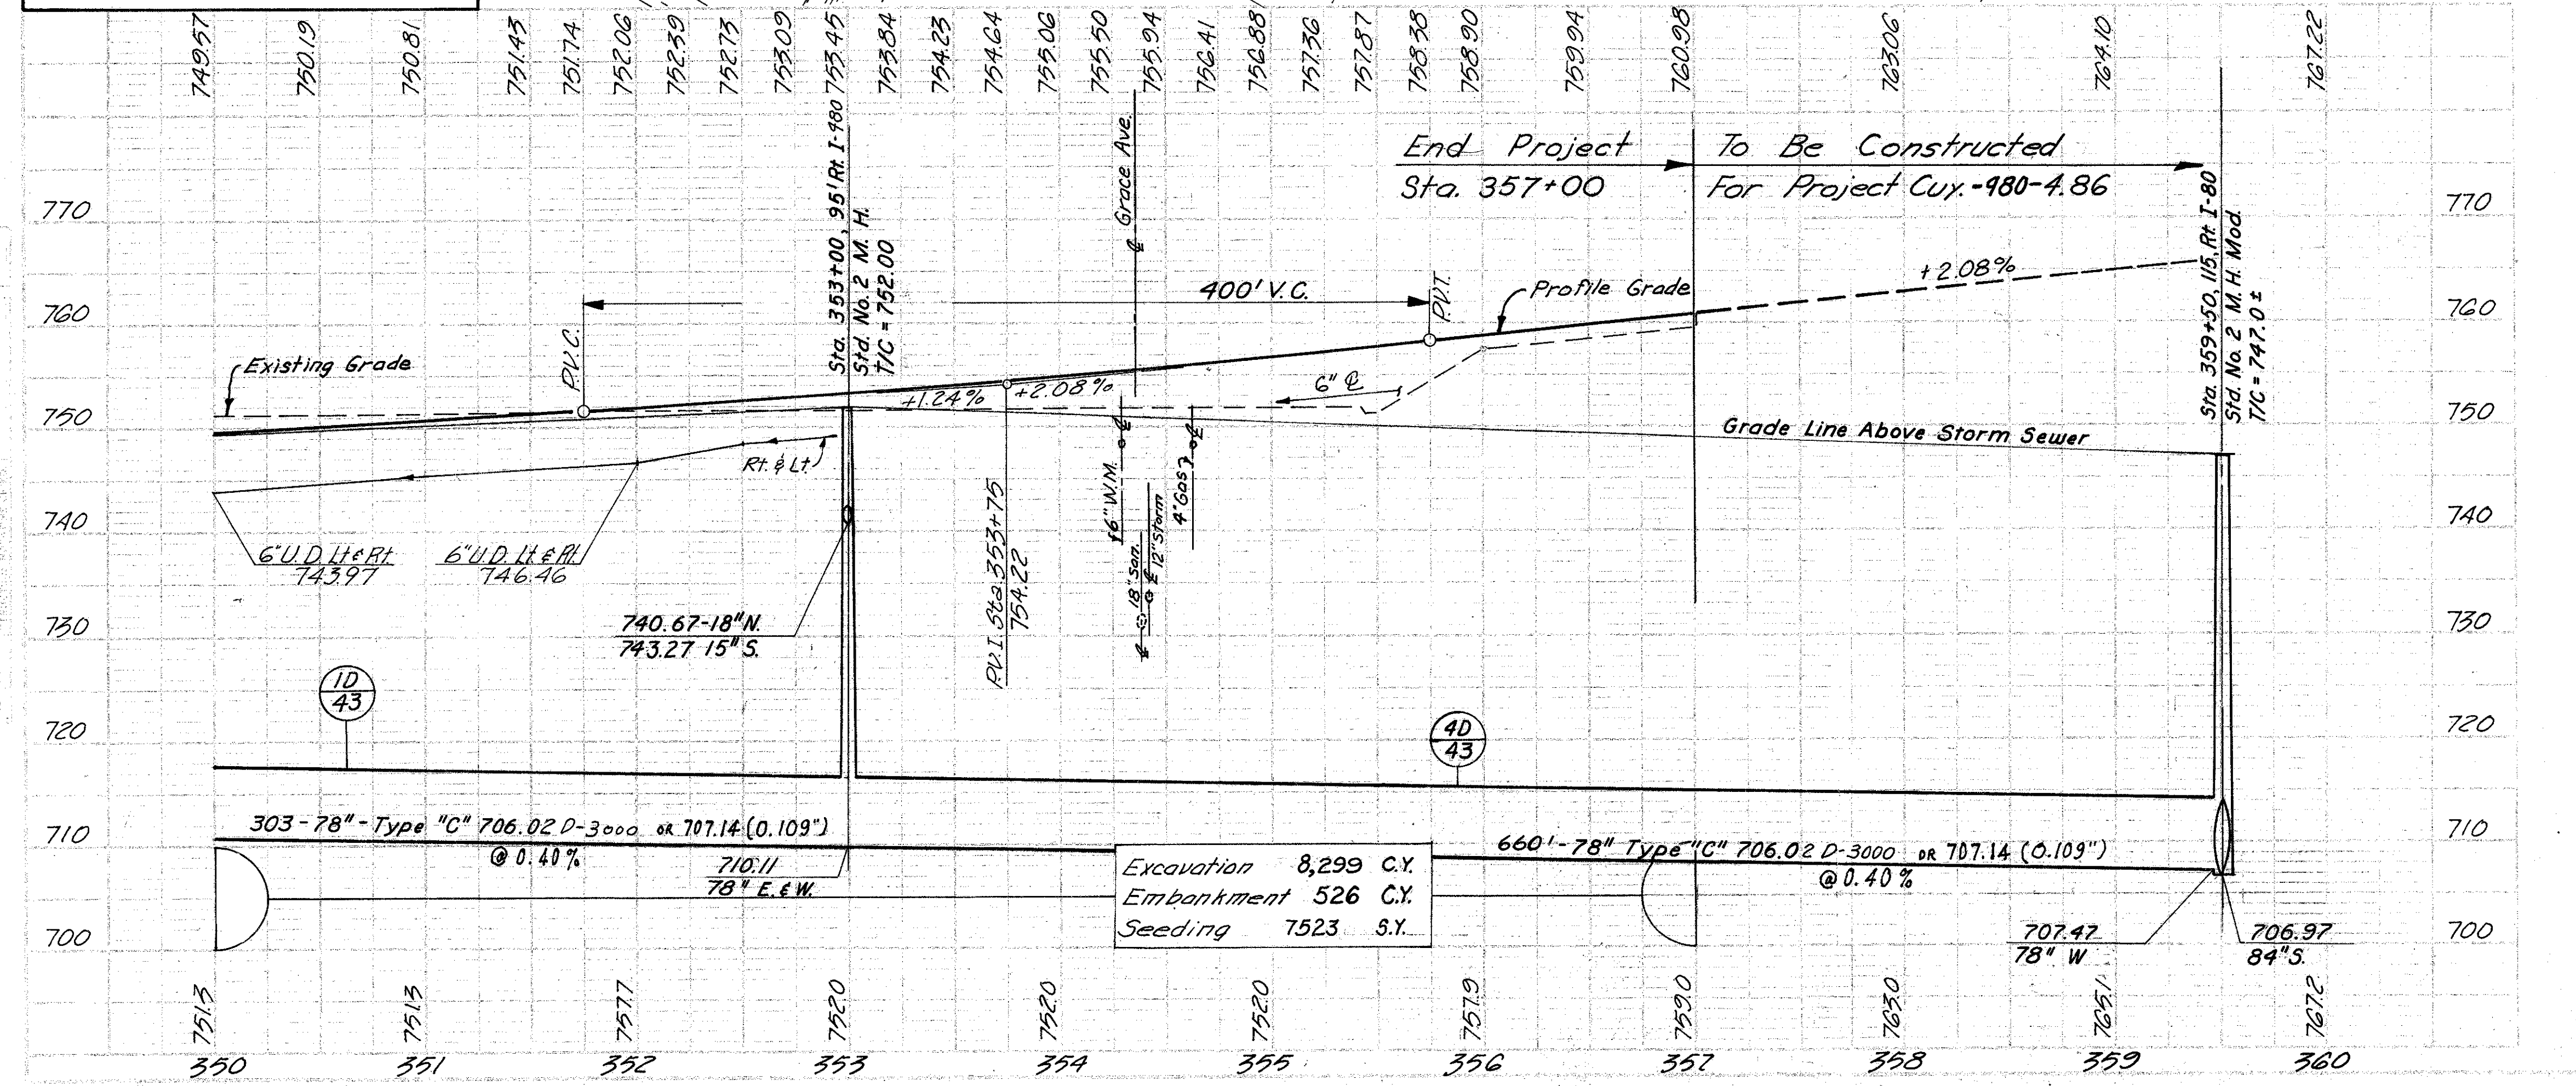 749.57 750.19 750.81 751.43 751.74 752.06 752.39 752.73 753.09 753.45 753.84 754.23 754.64 755.06 755.50 755.94 756.41 756.88 757.36 757.87 758.38 758.90 759.94 760.98 763.06 764.10 767.22
End Project
Sta. 357+00
To Be Constructed
For Project Cuy.-980-4.86
Sta. 353+00, 95' Rt. I-980
Std. No. 2 M. H.
T/C = 752.00
℄ Grace Ave.
Sta. 359+50, 115, Rt. I-80
Std. No. 2 M. H. Mod.
T/C = 747.0±
770 770
760 760
750 750
740 740
730 730
720 720
710 710
700 700
P.V.C.
400' V.C.
P.V.T.
Profile Grade
+2.08%
Existing Grade
+1.24%
+2.08%
6" ℄
Grade Line Above Storm Sewer
Rt. & Lt.
6" U.D. Lt & Rt.
743.97
6" U.D. Lt & Rt.
746.46
P.V.I. Sta. 353+75
754.22
6" W.M.
℄
18" San.
℄ 12" Storm
4" Gas
℄
℄
740.67-18" N.
743.27 15" S.
1D
43
4D
43
303-78"-Type "C" 706.02 D-3000 OR 707.14 (0.109")
@ 0.40%
710.11
78" E. & W.
Excavation 8,299 C.Y.
Embankment 526 C.Y.
Seeding 7523 S.Y.
660'-78" Type "C" 706.02 D-3000 OR 707.14 (0.109")
@ 0.40%
707.47
78" W
706.97
84" S.
751.3 751.3 757.7 752.0 752.0 752.0 757.9 759.0 763.0 765.1 767.2
350 351 352 353 354 355 356 357 358 359 360